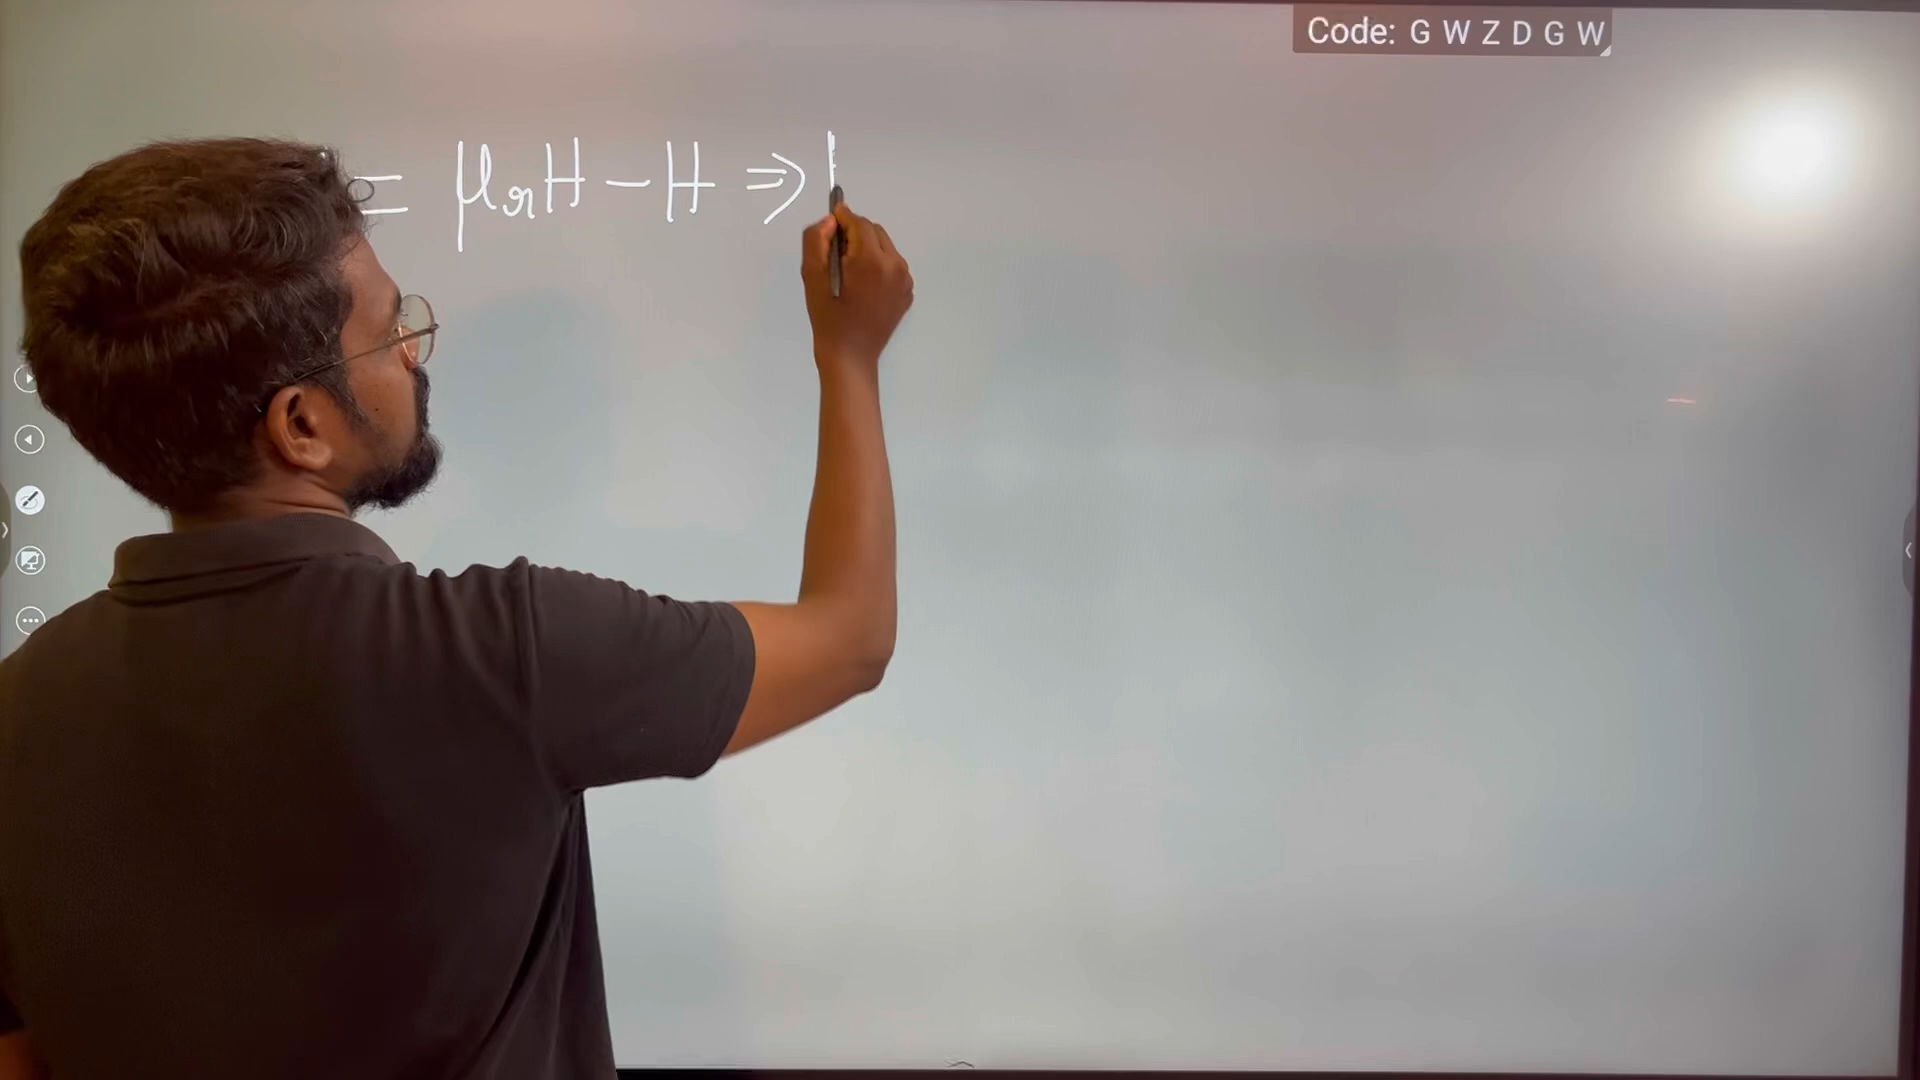 Code: G W Z D G W
= μrH - H ⇒